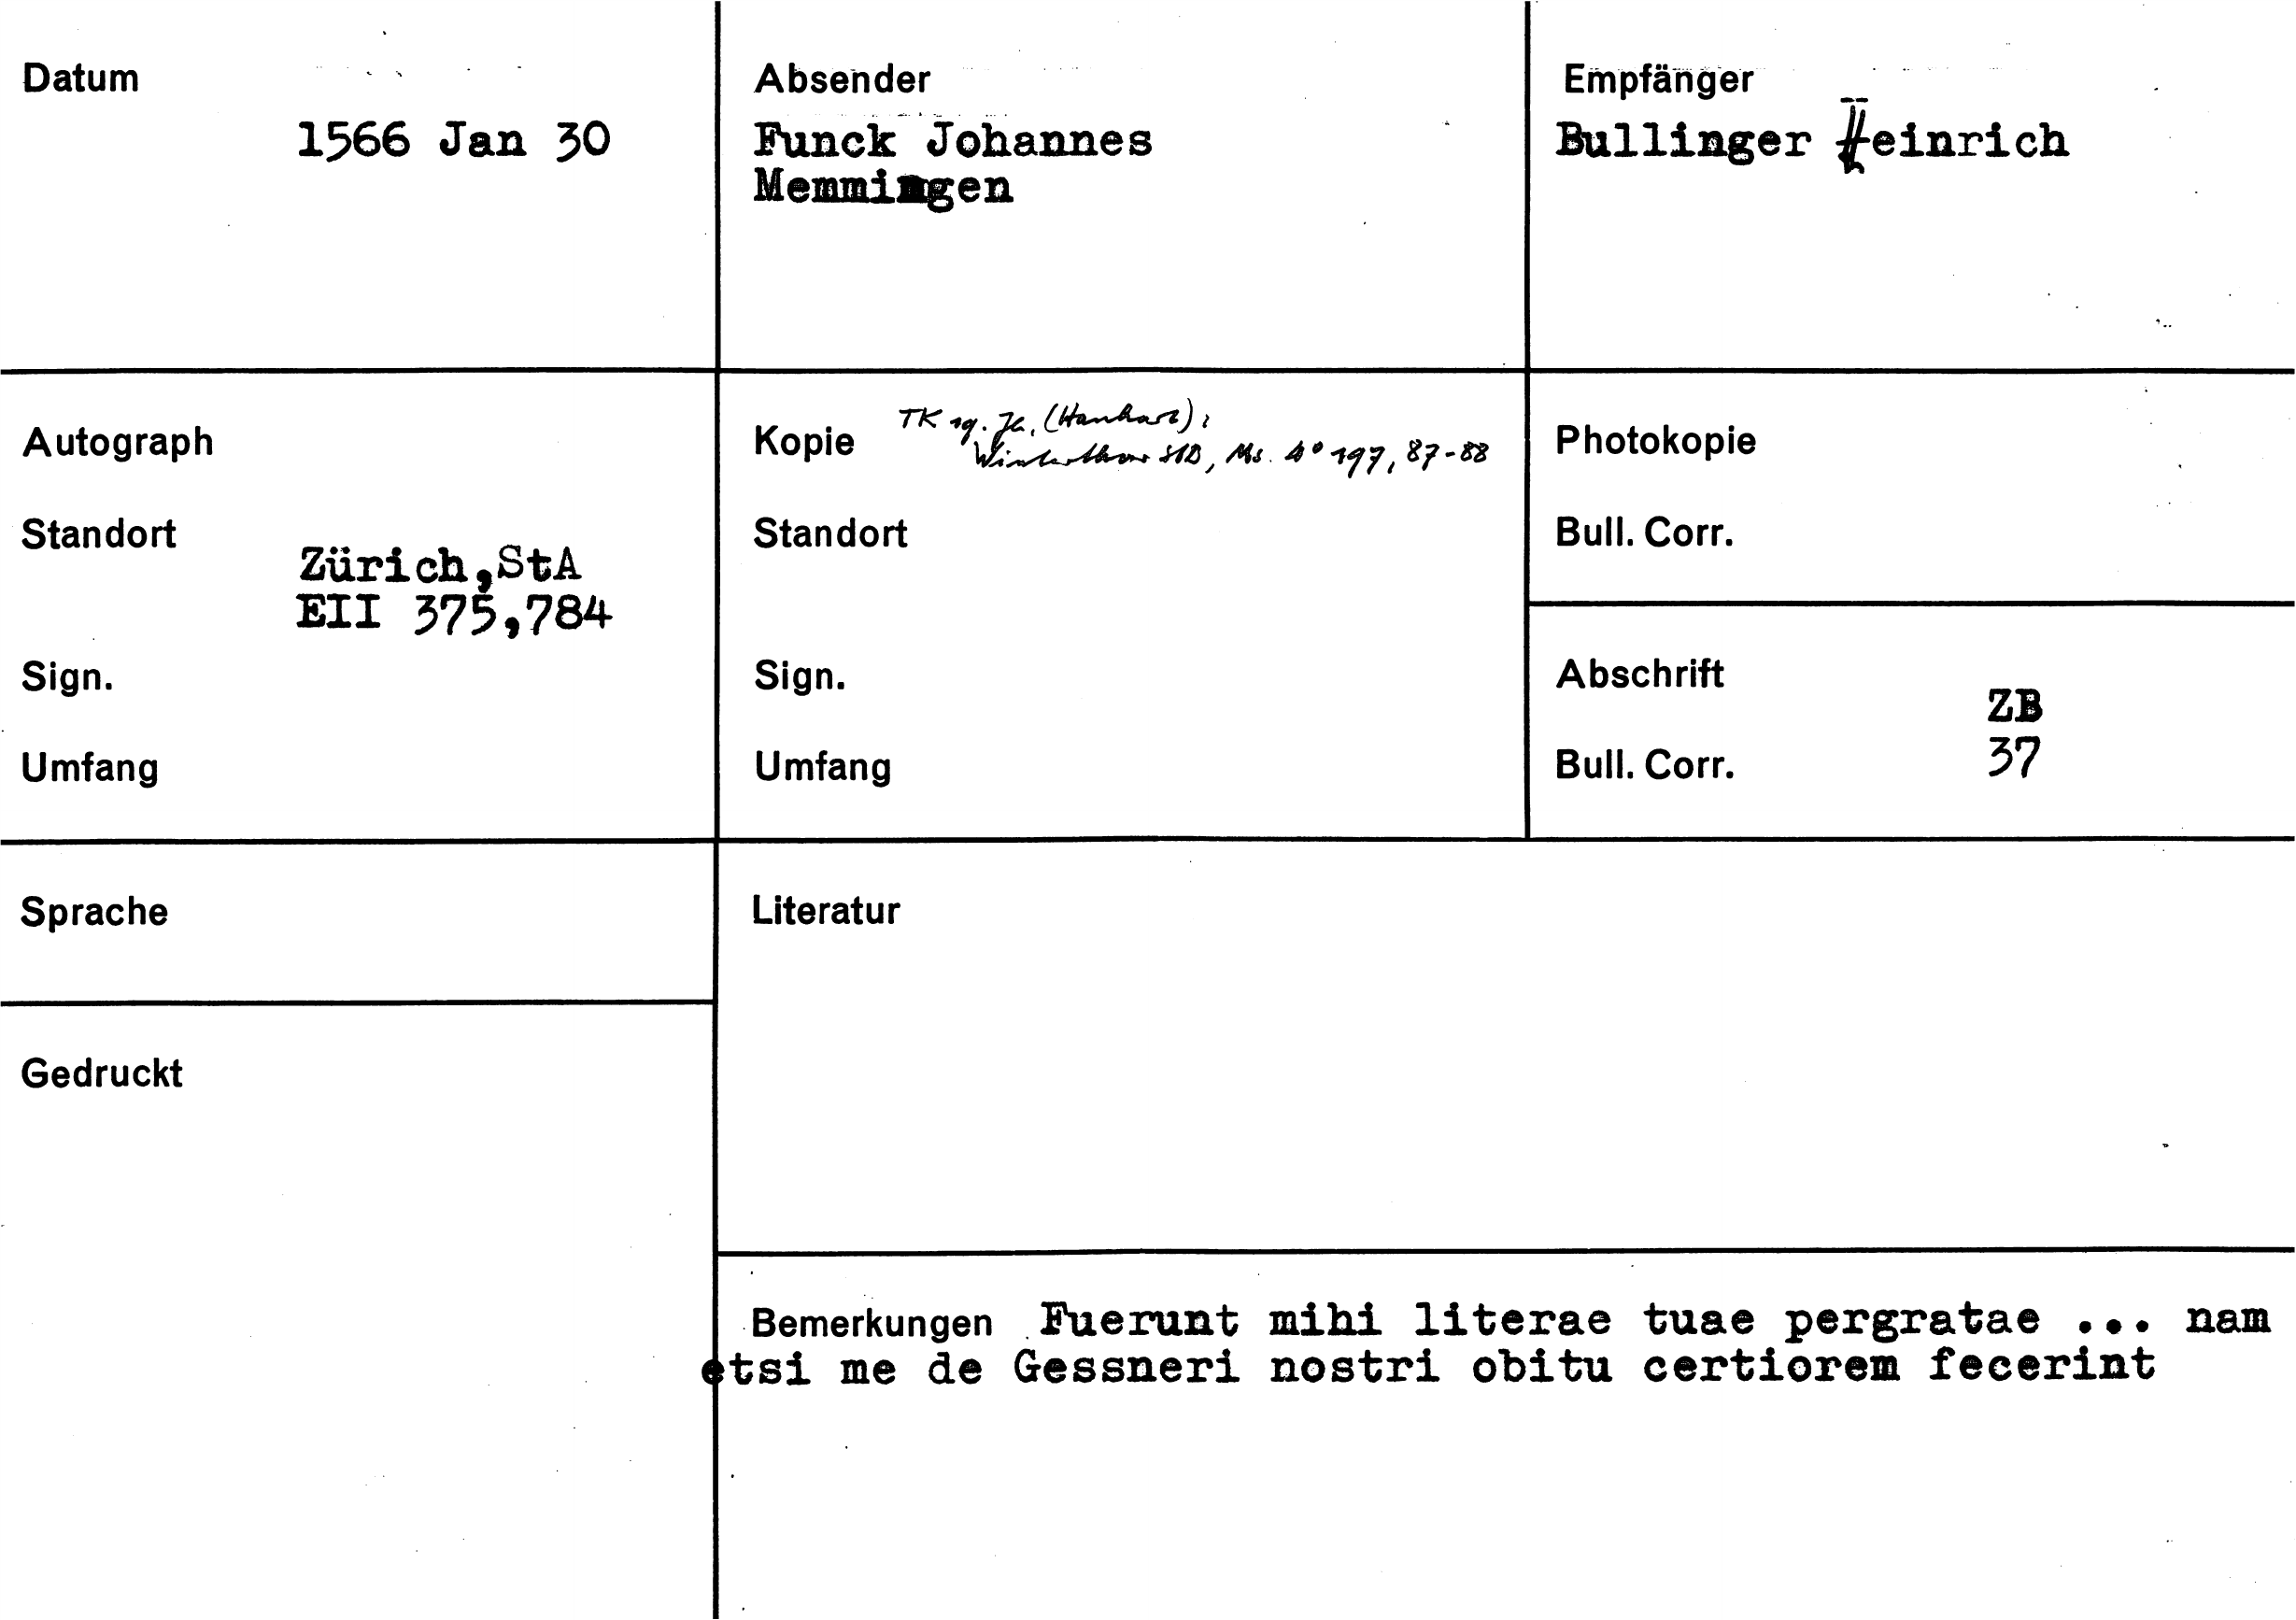 Datum
1566 Jan 30
Absender
Funck Johannes
Memmingen
Empfänger
Bullinger Heinrich
Autograph
Standort
Zürich,StA
EII 375,784
Sign.
Umfang
Kopie TK 19. Jh. (Hanhart):
Winterthur StB, Ms. 4° 197, 87-88
Standort
Sign.
Umfang
Photokopie
Bull. Corr.
Abschrift
ZB
Bull. Corr. 37
Sprache
Literatur
Gedruckt
Bemerkungen Fuerunt mihi literae tuae pergratae ... nam
etsi me de Gessneri nostri obitu certiorem fecerint